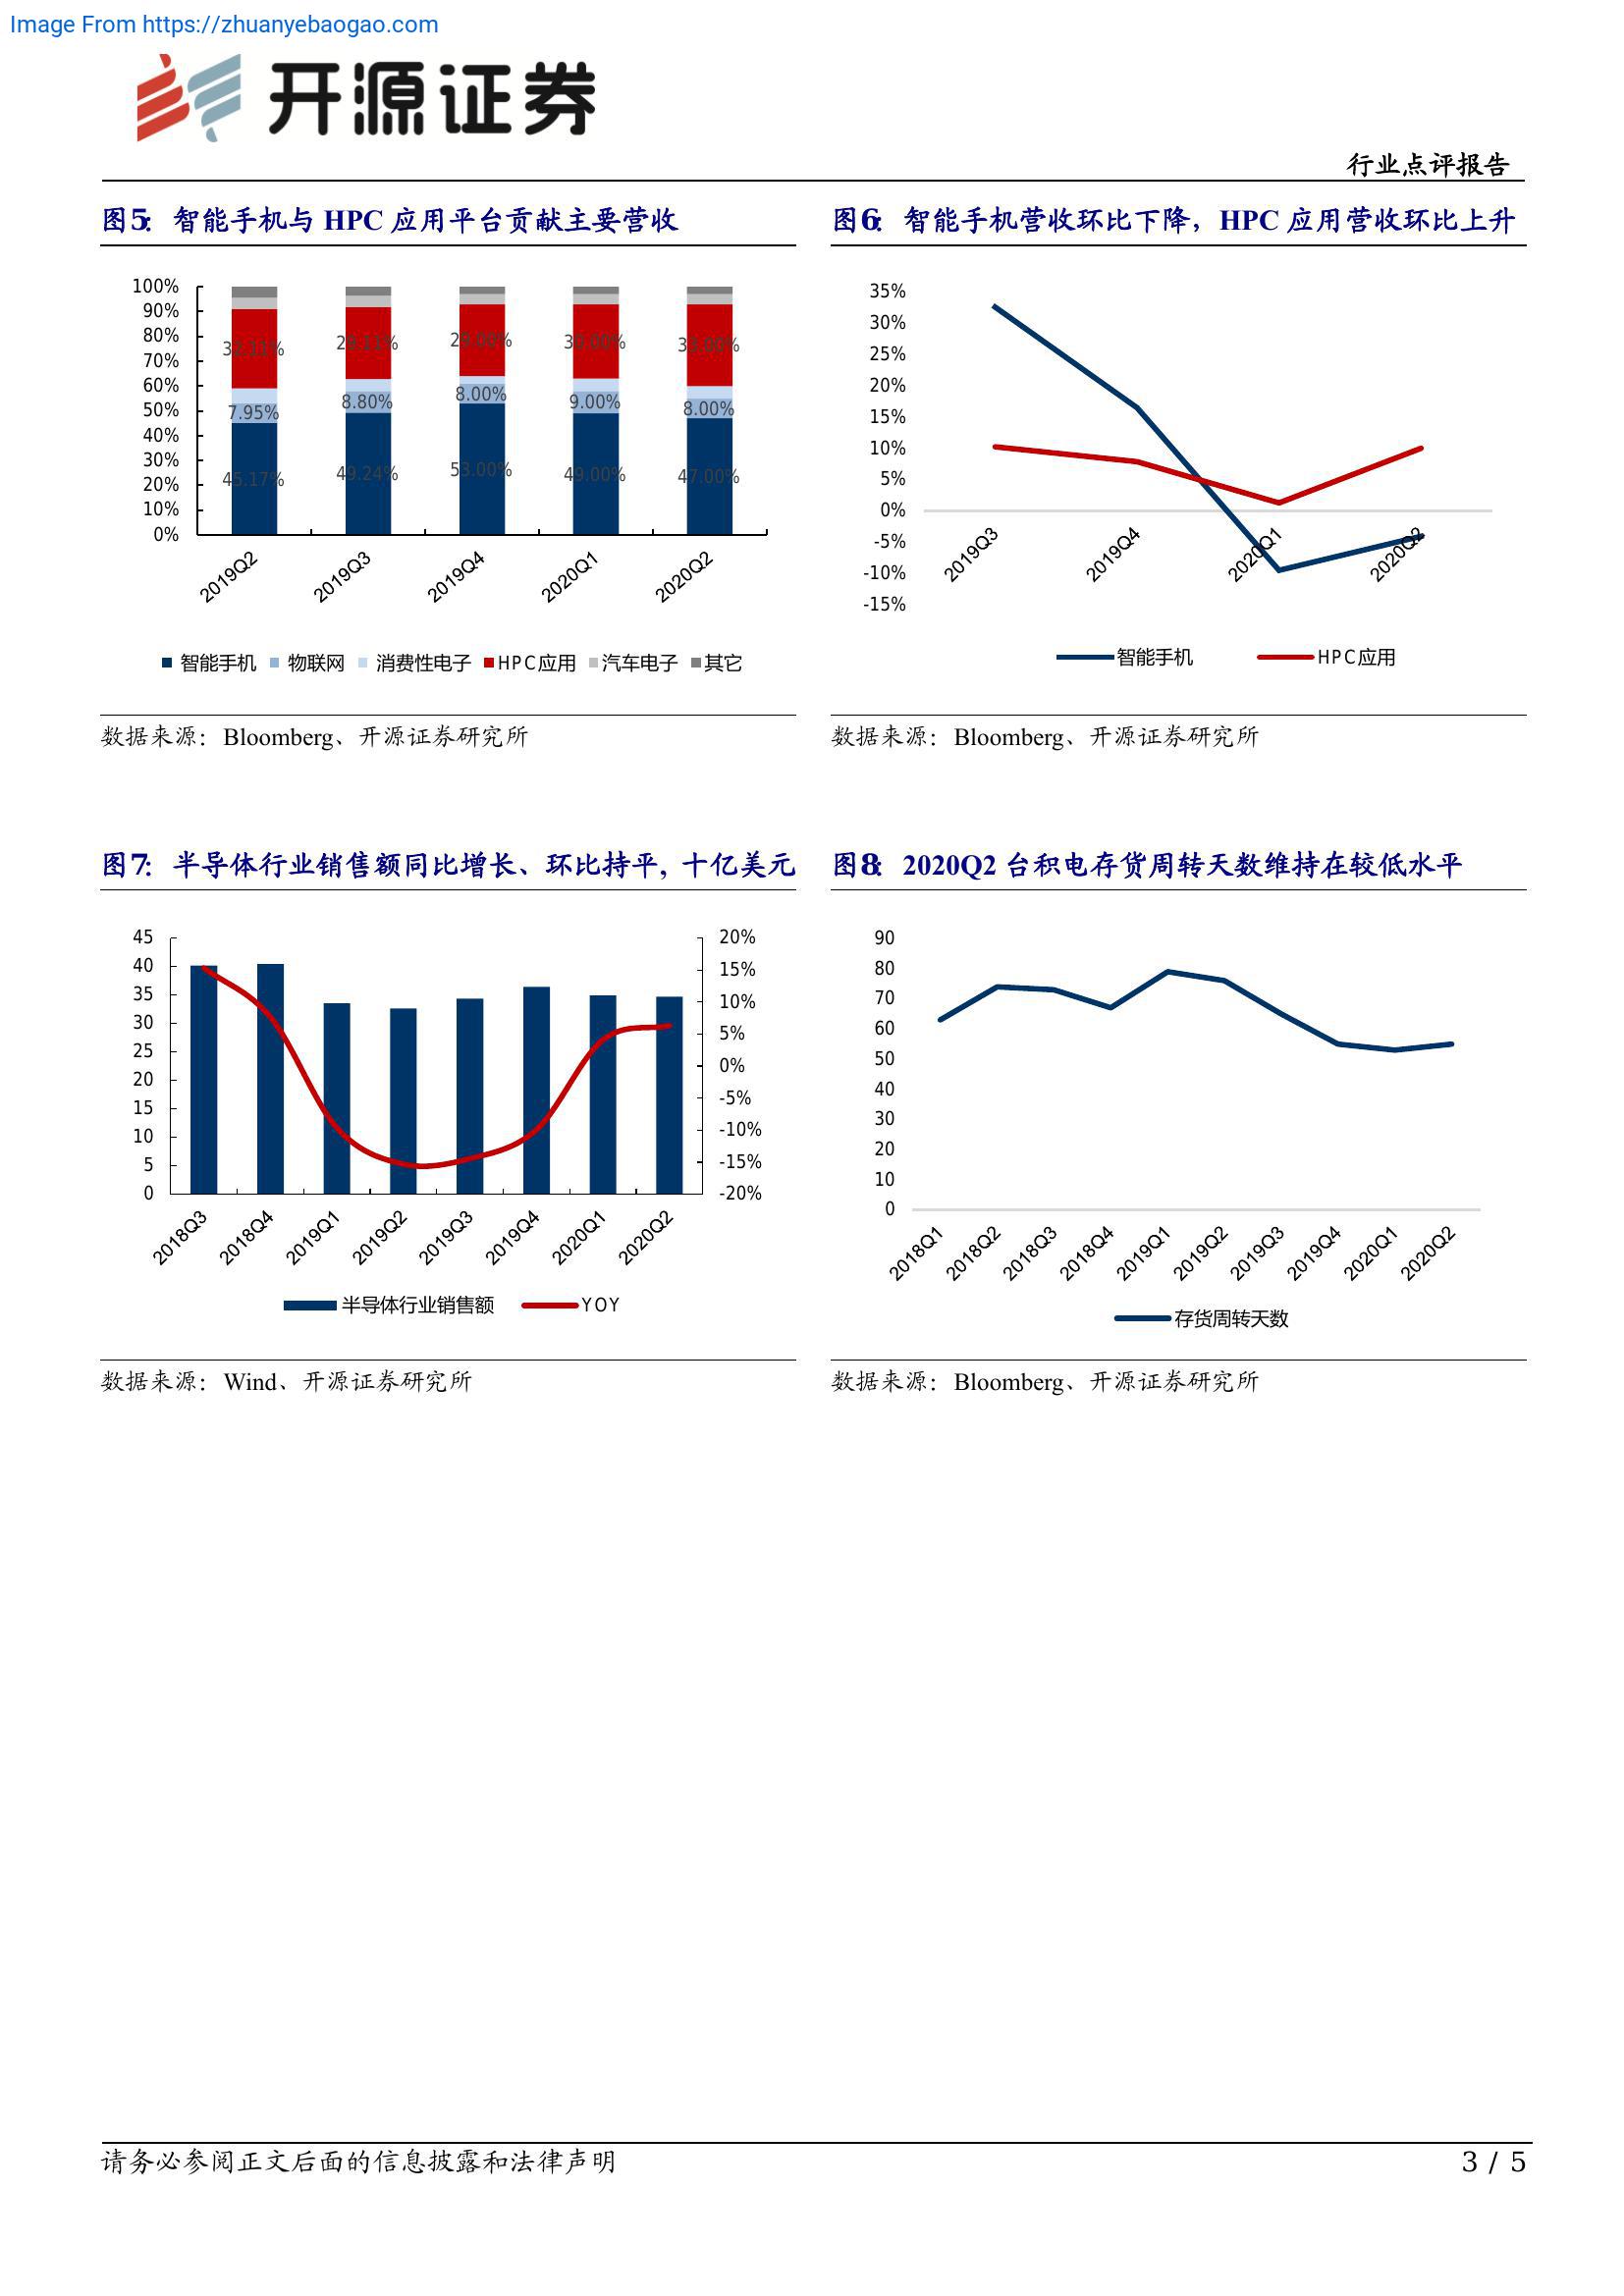 Image From https://zhuanyebaogao.com
开源证券
行业点评报告
图5： 智能手机与 HPC 应用平台贡献主要营收
100%
90%
80%
70%
60%
50%
40%
30%
20%
10%
0%
29.00%
30.00%
33.00%
7.95%
8.80%
8.00%
9.00%
8.00%
45.17%
49.24%
53.00%
49.00%
47.00%
2019Q2
2019Q3
2019Q4
2020Q1
2020Q2
智能手机 物联网 消费性电子 HPC应用 汽车电子 其它
数据来源：Bloomberg、开源证券研究所
图6： 智能手机营收环比下降，HPC 应用营收环比上升
35%
30%
25%
20%
15%
10%
5%
0%
-5%
-10%
-15%
2019Q3
2019Q4
2020Q1
2020Q2
智能手机 HPC应用
数据来源：Bloomberg、开源证券研究所
图7： 半导体行业销售额同比增长、环比持平，十亿美元
45
40
35
30
25
20
15
10
5
0
20%
15%
10%
5%
0%
-5%
-10%
-15%
-20%
2018Q3
2018Q4
2019Q1
2019Q2
2019Q3
2019Q4
2020Q1
2020Q2
半导体行业销售额 YOY
数据来源：Wind、开源证券研究所
图8： 2020Q2 台积电存货周转天数维持在较低水平
90
80
70
60
50
40
30
20
10
0
2018Q1
2018Q2
2018Q3
2018Q4
2019Q1
2019Q2
2019Q3
2019Q4
2020Q1
2020Q2
存货周转天数
数据来源：Bloomberg、开源证券研究所
请务必参阅正文后面的信息披露和法律声明
3 / 5